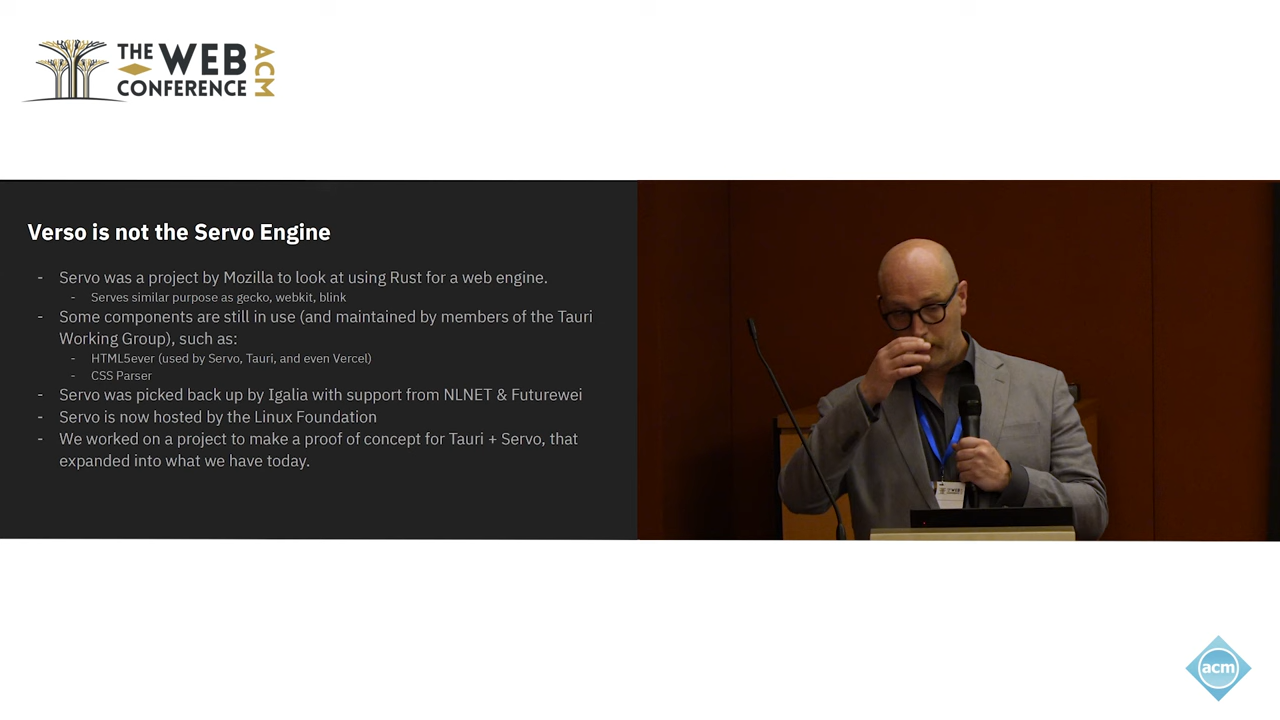 THE WEB
CONFERENCE
ACM
Verso is not the Servo Engine
- Servo was a project by Mozilla to look at using Rust for a web engine.
- Serves similar purpose as gecko, webkit, blink
- Some components are still in use (and maintained by members of the Tauri
Working Group), such as:
- HTML5ever (used by Servo, Tauri, and even Vercel)
- CSS Parser
- Servo was picked back up by Igalia with support from NLNET & Futurewei
- Servo is now hosted by the Linux Foundation
- We worked on a project to make a proof of concept for Tauri + Servo, that
expanded into what we have today.
acm